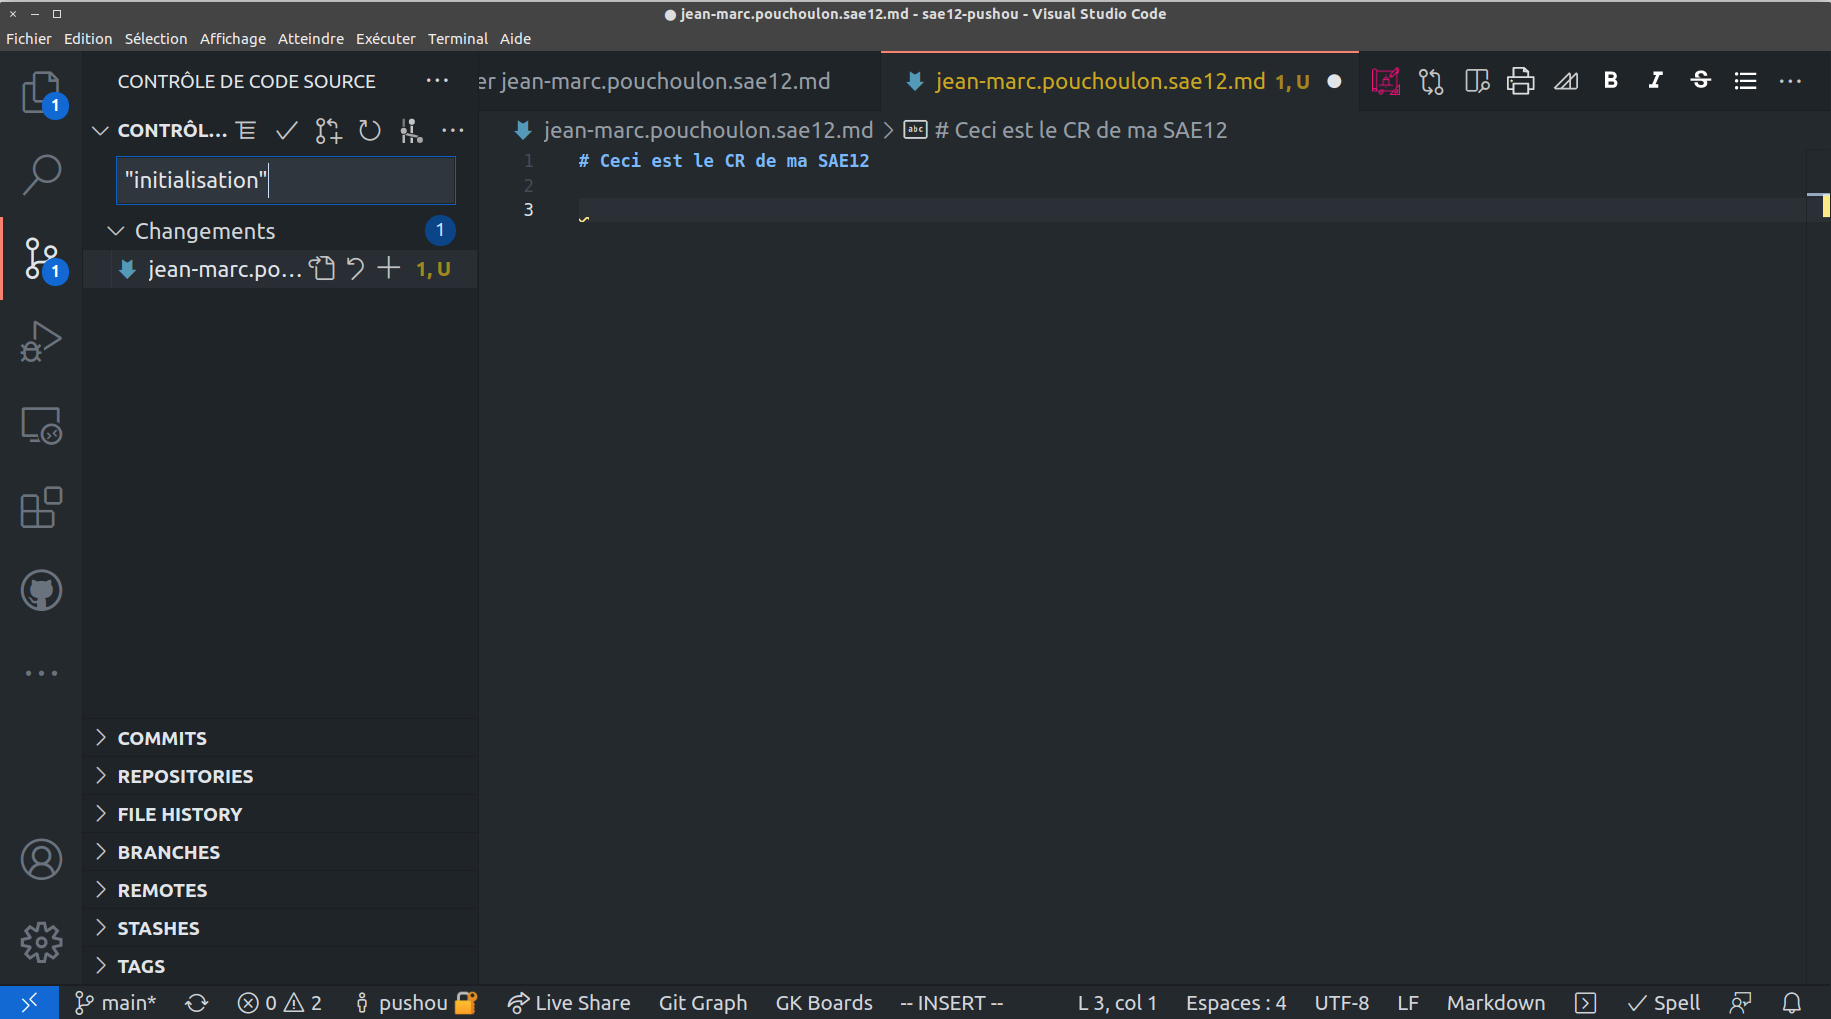 ● jean-marc.pouchoulon.sae12.md - sae12-pushou - Visual Studio Code
Fichier Edition Sélection Affichage Atteindre Exécuter Terminal Aide
CONTRÔLE DE CODE SOURCE ···
er jean-marc.pouchoulon.sae12.md
jean-marc.pouchoulon.sae12.md 1, U ●
B I S ···
1
CONTRÔL... ···
jean-marc.pouchoulon.sae12.md > abc # Ceci est le CR de ma SAE12
"initialisation"
Changements 1
jean-marc.po... 1, U
1
1 # Ceci est le CR de ma SAE12
2
3
COMMITS
REPOSITORIES
FILE HISTORY
BRANCHES
REMOTES
STASHES
TAGS
main* 0 2 pushou Live Share Git Graph GK Boards -- INSERT -- L 3, col 1 Espaces : 4 UTF-8 LF Markdown Spell